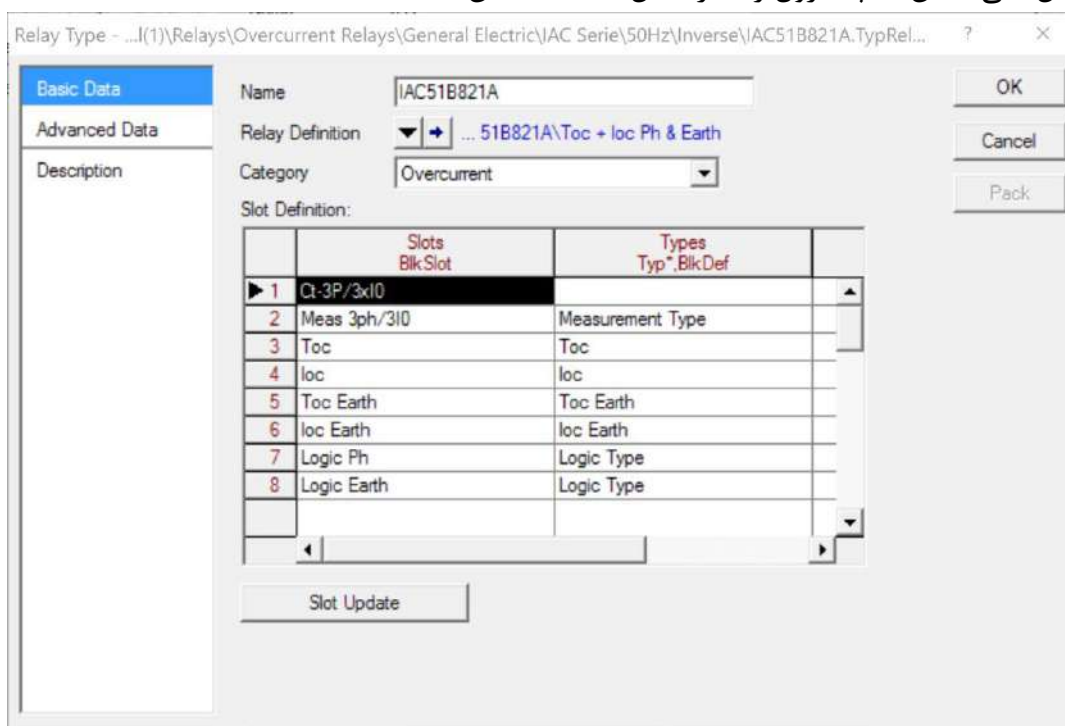 Relay Type - ...l(1)\Relays\Overcurrent Relays\General Electric\IAC Serie\50Hz\Inverse\IAC51B821A.TypRel... ? ×
Basic Data
Advanced Data
Description
Name IAC51B821A
Relay Definition ... 51B821A\Toc + Ioc Ph & Earth
Category Overcurrent
Slot Definition:
Slots Types
BlkSlot Typ*,BlkDef
1 Ct-3P/3xI0
2 Meas 3ph/3I0 Measurement Type
3 Toc Toc
4 Ioc Ioc
5 Toc Earth Toc Earth
6 Ioc Earth Ioc Earth
7 Logic Ph Logic Type
8 Logic Earth Logic Type
Slot Update
OK
Cancel
Pack